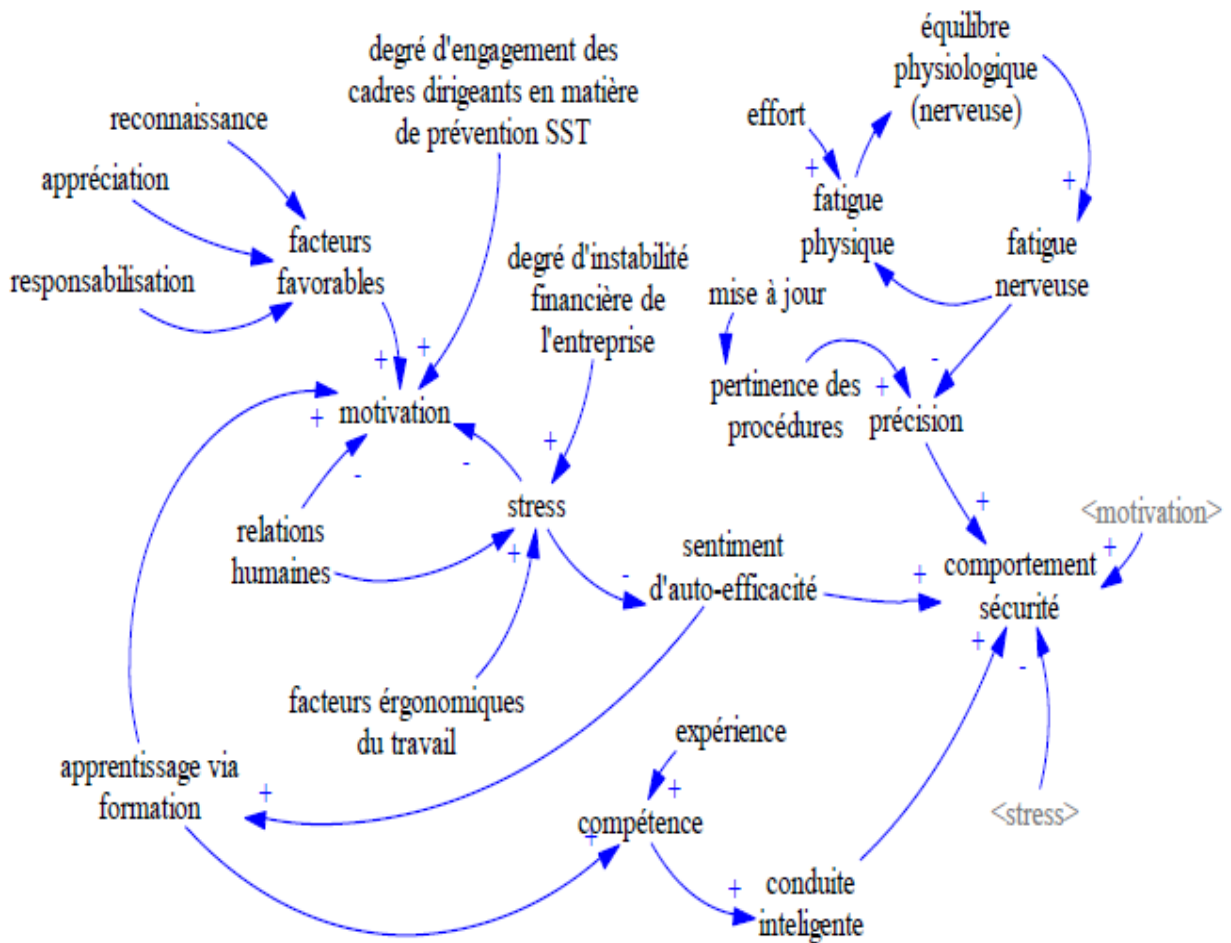 degré d'engagement des
cadres dirigeants en matière
de prévention SST
équilibre
physiologique
(nerveuse)
reconnaissance
effort
appréciation
+
+
fatigue
physique
facteurs
favorables
fatigue
nerveuse
responsabilisation
degré d'instabilité
financière de
l'entreprise
mise à jour
+
+
-
+
pertinence des
procédures
précision
+
motivation
-
-
+
stress
+
<motivation>
+
relations
humaines
+
sentiment
d'auto-efficacité
-
+
comportement
sécurité
+
-
facteurs érgonomiques
du travail
expérience
apprentissage via
formation
+
+
compétence
+
<stress>
+
conduite
inteligente